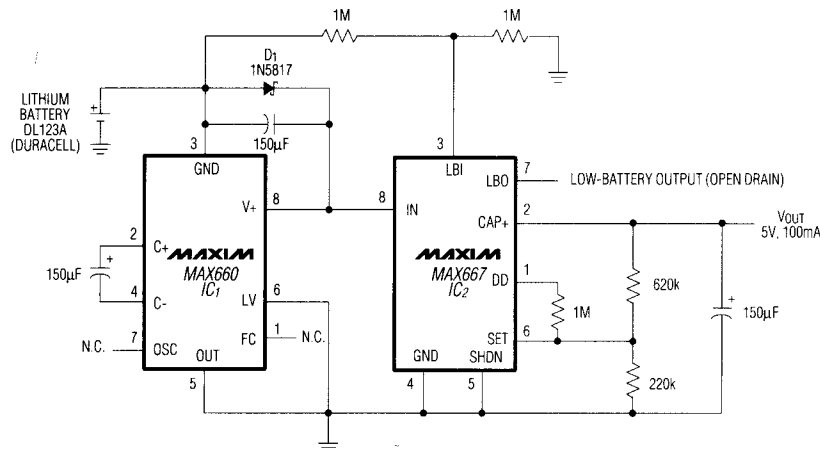 1M
1M
D1
1N5817
LITHIUM
BATTERY
DL123A
(DURACELL)
+
150µF
3
GND
3
LBI
LBO
7
LOW-BATTERY OUTPUT (OPEN DRAIN)
V+
8
8
IN
CAP+
2
VOUT
5V, 100mA
2
C+
MAXIM
MAX660
IC1
MAXIM
MAX667
IC2
DD
1
150µF
+
4
C-
LV
6
1M
620k
+
150µF
N.C.
7
OSC
FC
1
N.C.
SET
6
OUT
5
GND
4
SHDN
5
220k